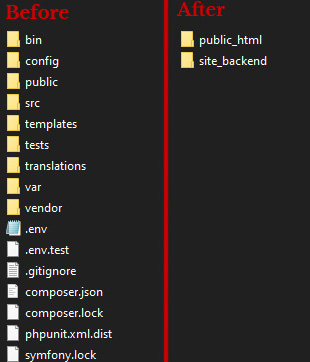 Before
bin
config
public
src
templates
tests
translations
var
vendor
.env
.env.test
.gitignore
composer.json
composer.lock
phpunit.xml.dist
symfony.lock
After
public_html
site_backend